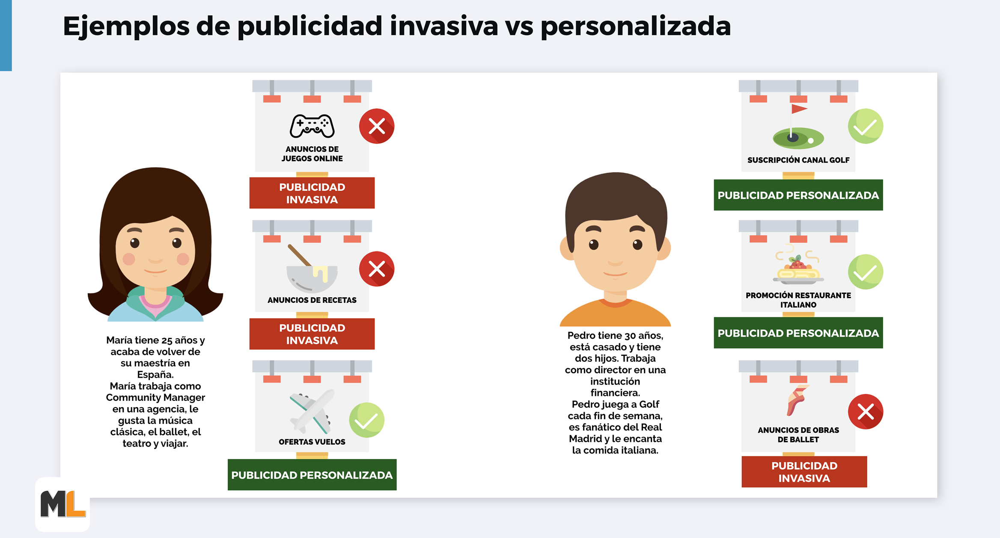 Ejemplos de publicidad invasiva vs personalizada
ANUNCIOS DE
JUEGOS ONLINE
PUBLICIDAD
INVASIVA
ANUNCIOS DE RECETAS
PUBLICIDAD
INVASIVA
OFERTAS VUELOS
PUBLICIDAD PERSONALIZADA
María tiene 25 años y
acaba de volver de
su maestría en
España.
María trabaja como
Community Manager
en una agencia, le
gusta la música
clásica, el ballet, el
teatro y viajar.
SUSCRIPCIÓN CANAL GOLF
PUBLICIDAD PERSONALIZADA
PROMOCIÓN RESTAURANTE
ITALIANO
PUBLICIDAD PERSONALIZADA
ANUNCIOS DE OBRAS
DE BALLET
PUBLICIDAD
INVASIVA
Pedro tiene 30 años,
está casado y tiene
dos hijos. Trabaja
como director en una
institución
financiera.
Pedro juega a Golf
cada fin de semana,
es fanático del Real
Madrid y le encanta
la comida italiana.
ML